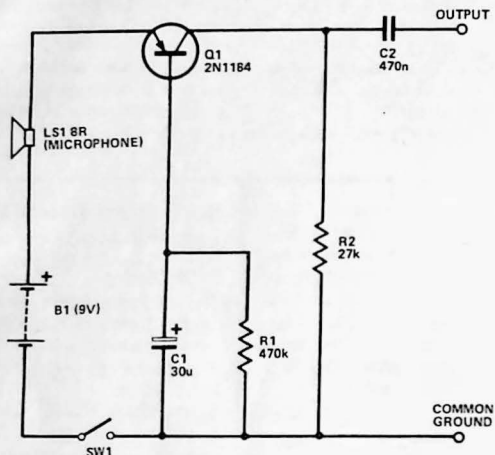 OUTPUT
C2
470n
Q1
2N1164
LS1 8R
(MICROPHONE)
+
B1 (9V)
R2
27k
+
C1
30u
R1
470k
COMMON
GROUND
SW1